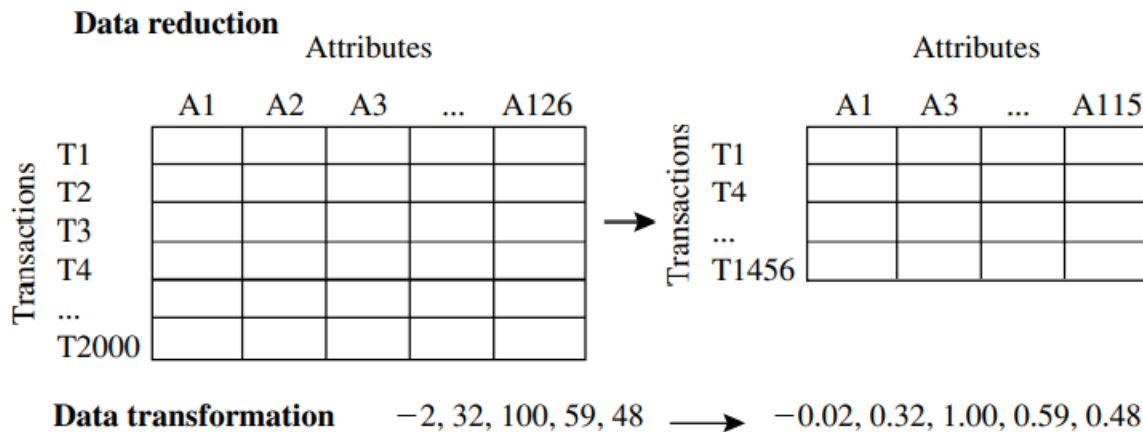 Data reduction
Attributes
A1 A2 A3 ... A126
Transactions
T1
T2
T3
T4
...
T2000
Attributes
A1 A3 ... A115
Transactions
T1
T4
...
T1456
Data transformation −2, 32, 100, 59, 48 → −0.02, 0.32, 1.00, 0.59, 0.48